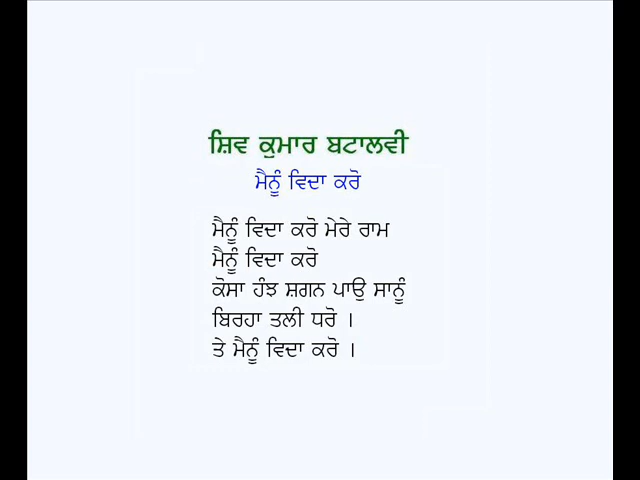 ਸ਼ਿਵ ਕੁਮਾਰ ਬਟਾਲਵੀ
ਮੈਨੂੰ ਵਿਦਾ ਕਰੋ
ਮੈਨੂੰ ਵਿਦਾ ਕਰੋ ਮੇਰੇ ਰਾਮ
ਮੈਨੂੰ ਵਿਦਾ ਕਰੋ
ਕੋਸਾ ਹੰਝ ਸ਼ਗਨ ਪਾਉ ਸਾਨੂੰ
ਬਿਰਹਾ ਤਲੀ ਧਰੋ ।
ਤੇ ਮੈਨੂੰ ਵਿਦਾ ਕਰੋ ।